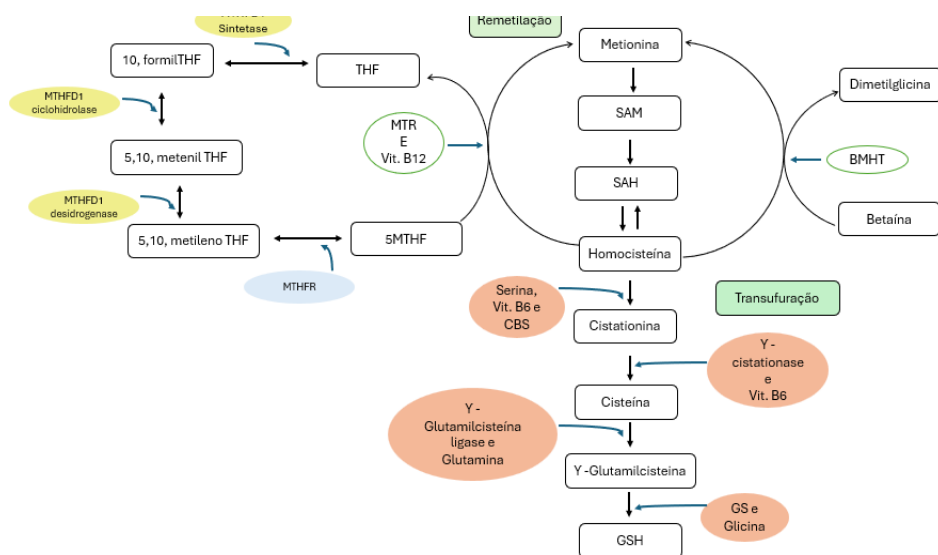 Sintetase
Remetilação
10, formilTHF
THF
Metionina
Dimetilglicina
MTHFD1
ciclohidrolase
SAM
MTR
E
Vit. B12
5,10, metenil THF
BMHT
SAH
MTHFD1
desidrogenase
Betaína
5,10, metileno THF
5MTHF
Homocisteína
MTHFR
Serina,
Vit. B6 e
CBS
Transufuração
Cistationina
Y -
cistationase
e
Vit. B6
Cisteína
Y -
Glutamilcisteína
ligase e
Glutamina
Y -Glutamilcisteina
GS e
Glicina
GSH